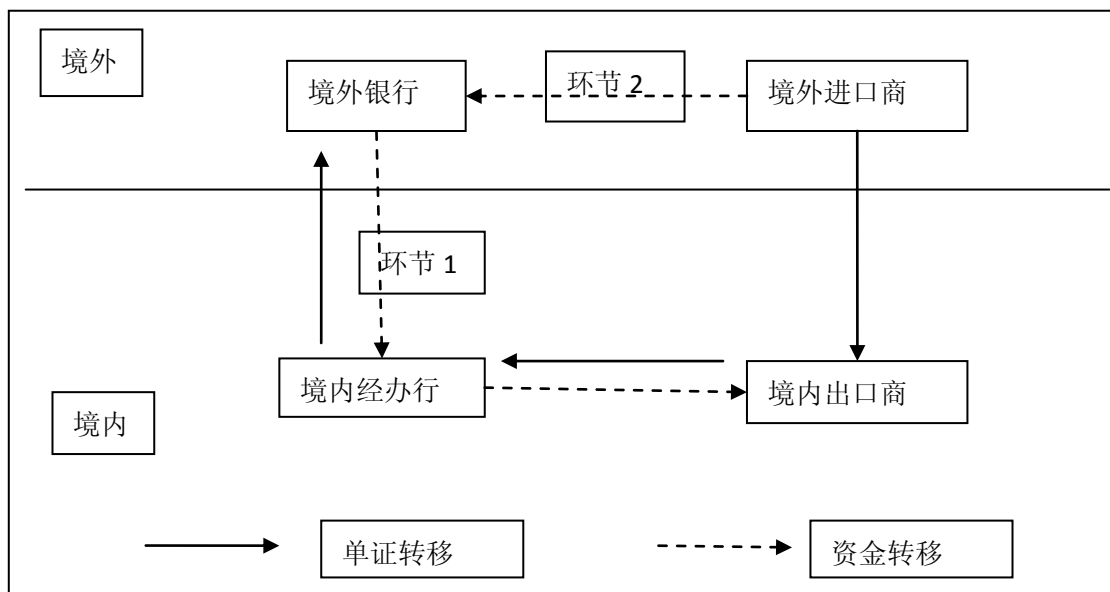 境外
境外银行
环节 2
境外进口商
环节 1
境内经办行
境内出口商
境内
单证转移
资金转移